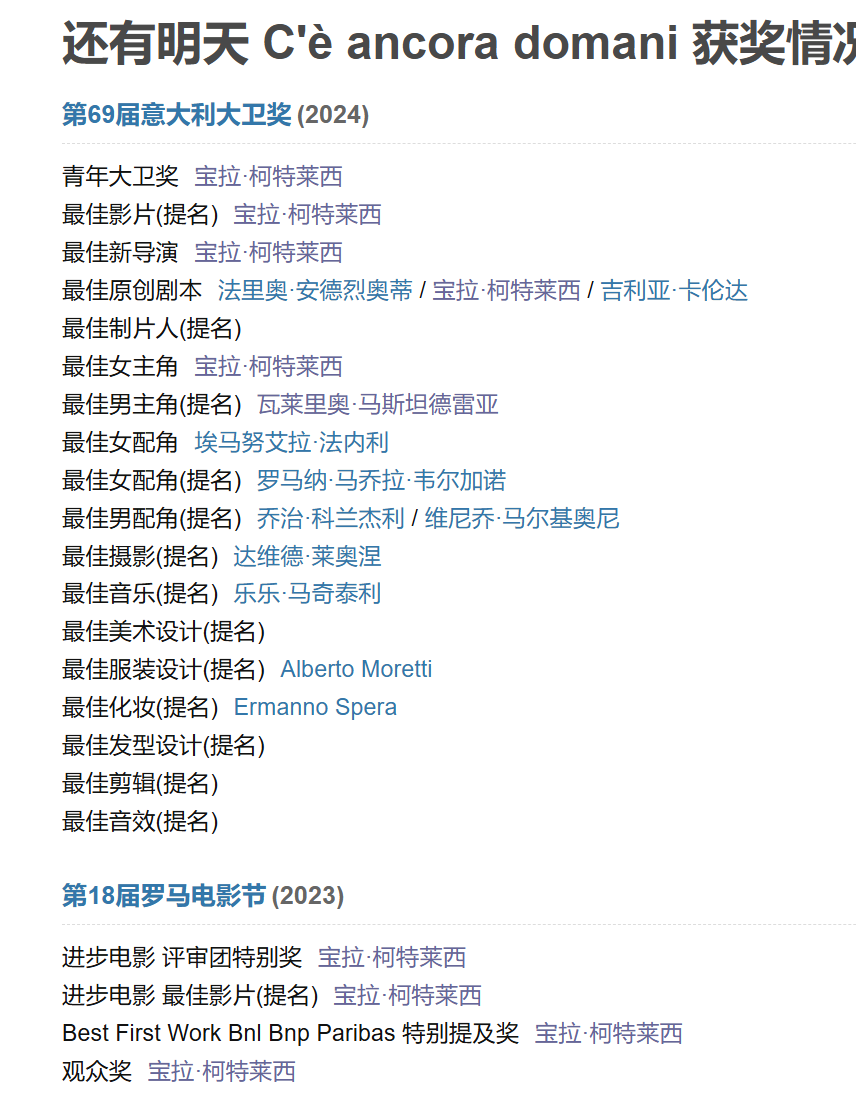 还有明天 C'è ancora domani 获奖情况
第69届意大利大卫奖 (2024)
青年大卫奖 宝拉·柯特莱西
最佳影片(提名) 宝拉·柯特莱西
最佳新导演 宝拉·柯特莱西
最佳原创剧本 法里奥·安德烈奥蒂 / 宝拉·柯特莱西 / 吉利亚·卡伦达
最佳制片人(提名)
最佳女主角 宝拉·柯特莱西
最佳男主角(提名) 瓦莱里奥·马斯坦德雷亚
最佳女配角 埃马努艾拉·法内利
最佳女配角(提名) 罗马纳·马乔拉·韦尔加诺
最佳男配角(提名) 乔治·科兰杰利 / 维尼乔·马尔基奥尼
最佳摄影(提名) 达维德·莱奥涅
最佳音乐(提名) 乐乐·马奇泰利
最佳美术设计(提名)
最佳服装设计(提名) Alberto Moretti
最佳化妆(提名) Ermanno Spera
最佳发型设计(提名)
最佳剪辑(提名)
最佳音效(提名)
第18届罗马电影节 (2023)
进步电影 评审团特别奖 宝拉·柯特莱西
进步电影 最佳影片(提名) 宝拉·柯特莱西
Best First Work Bnl Bnp Paribas 特别提及奖 宝拉·柯特莱西
观众奖 宝拉·柯特莱西